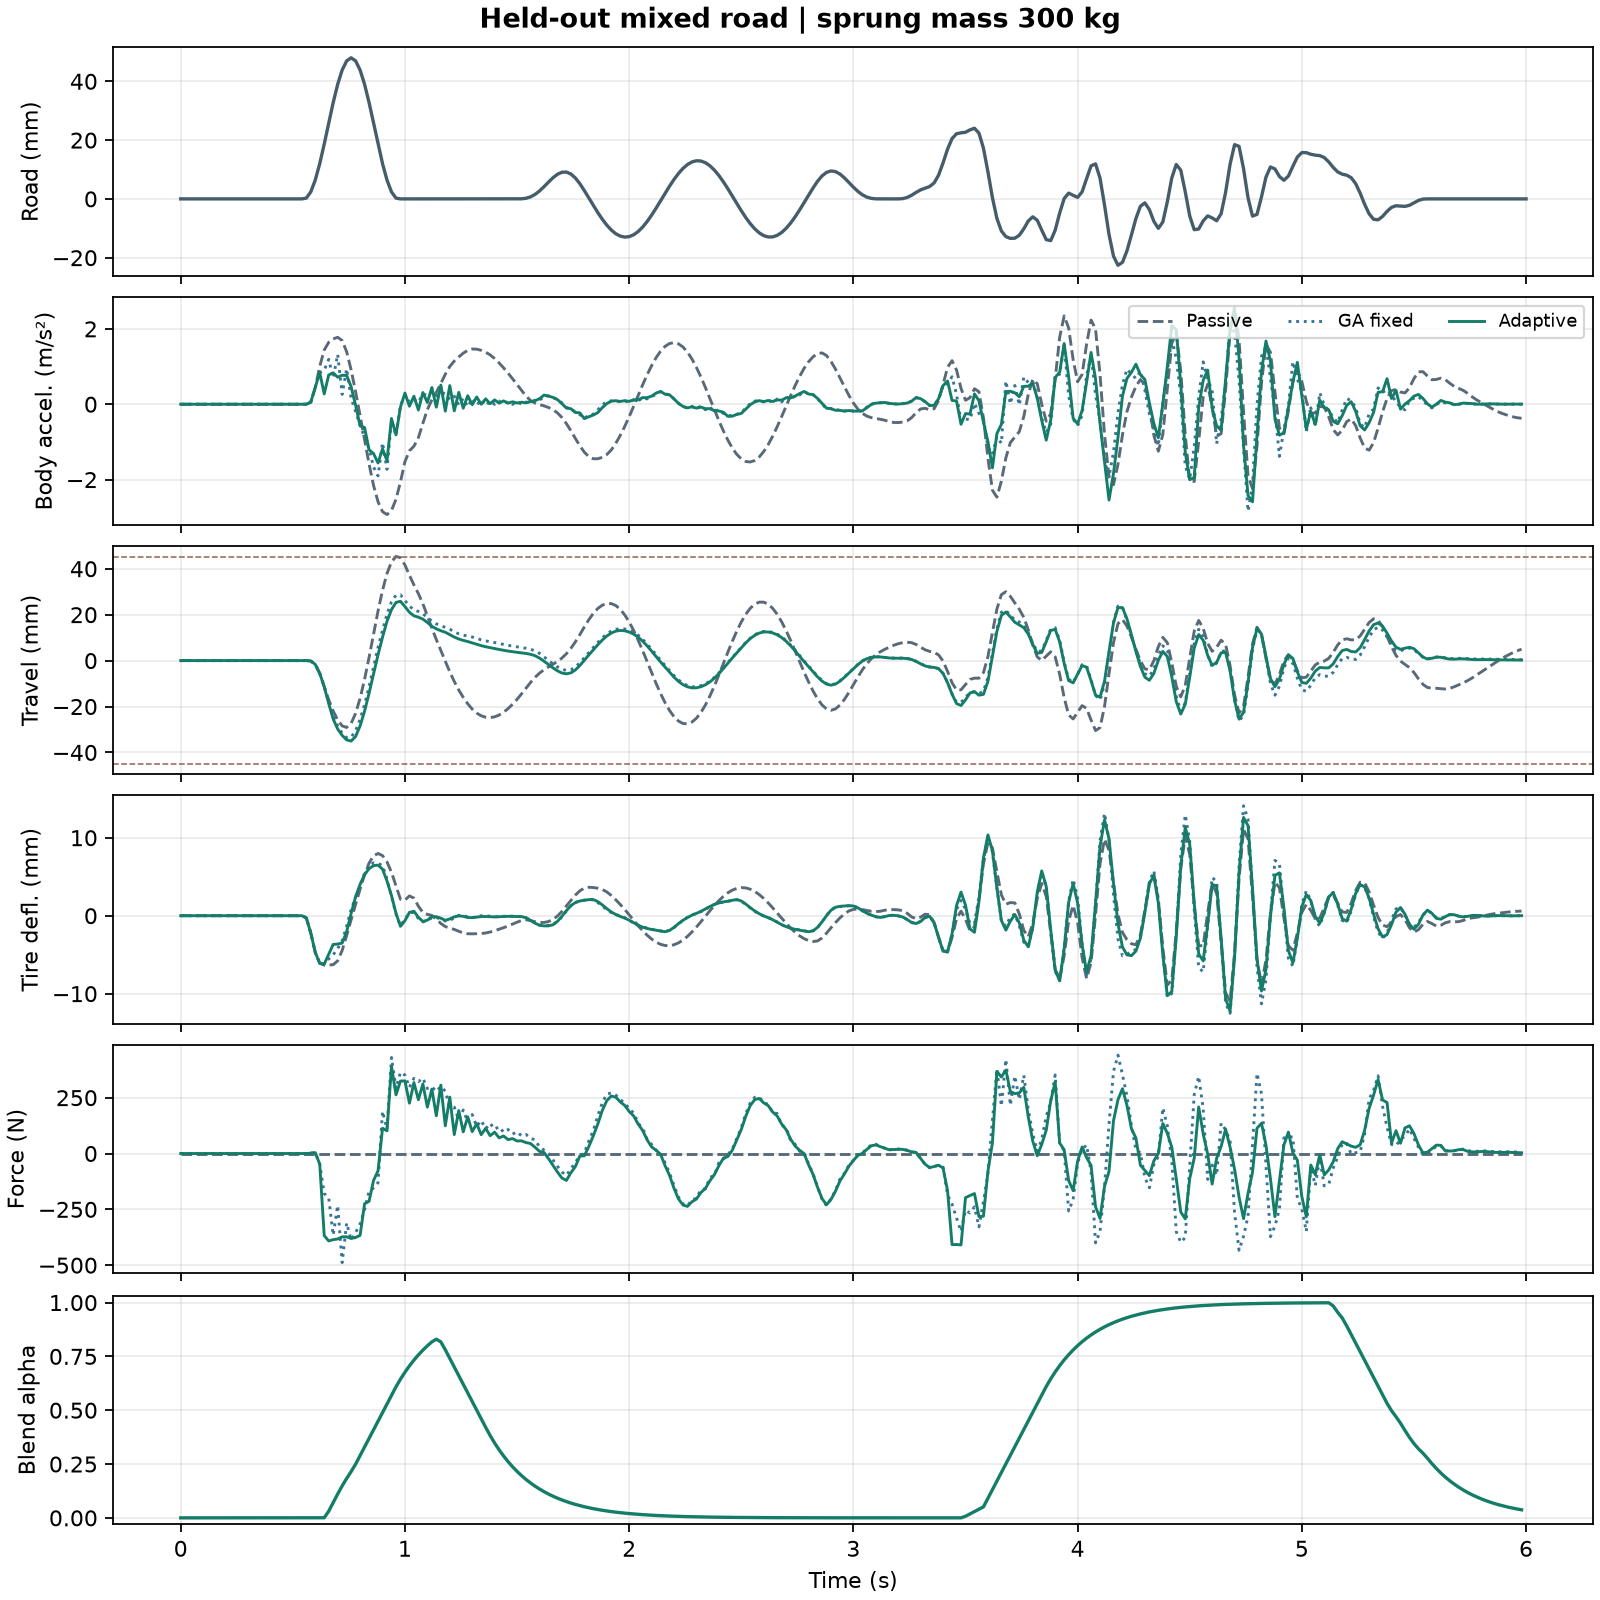 Held-out mixed road | sprung mass 300 kg
Road (mm)
40
20
0
−20
Body accel. (m/s²)
2
0
−2
Passive
GA fixed
Adaptive
Travel (mm)
40
20
0
−20
−40
Tire defl. (mm)
10
0
−10
Force (N)
250
0
−250
−500
Blend alpha
1.00
0.75
0.50
0.25
0.00
0 1 2 3 4 5 6
Time (s)